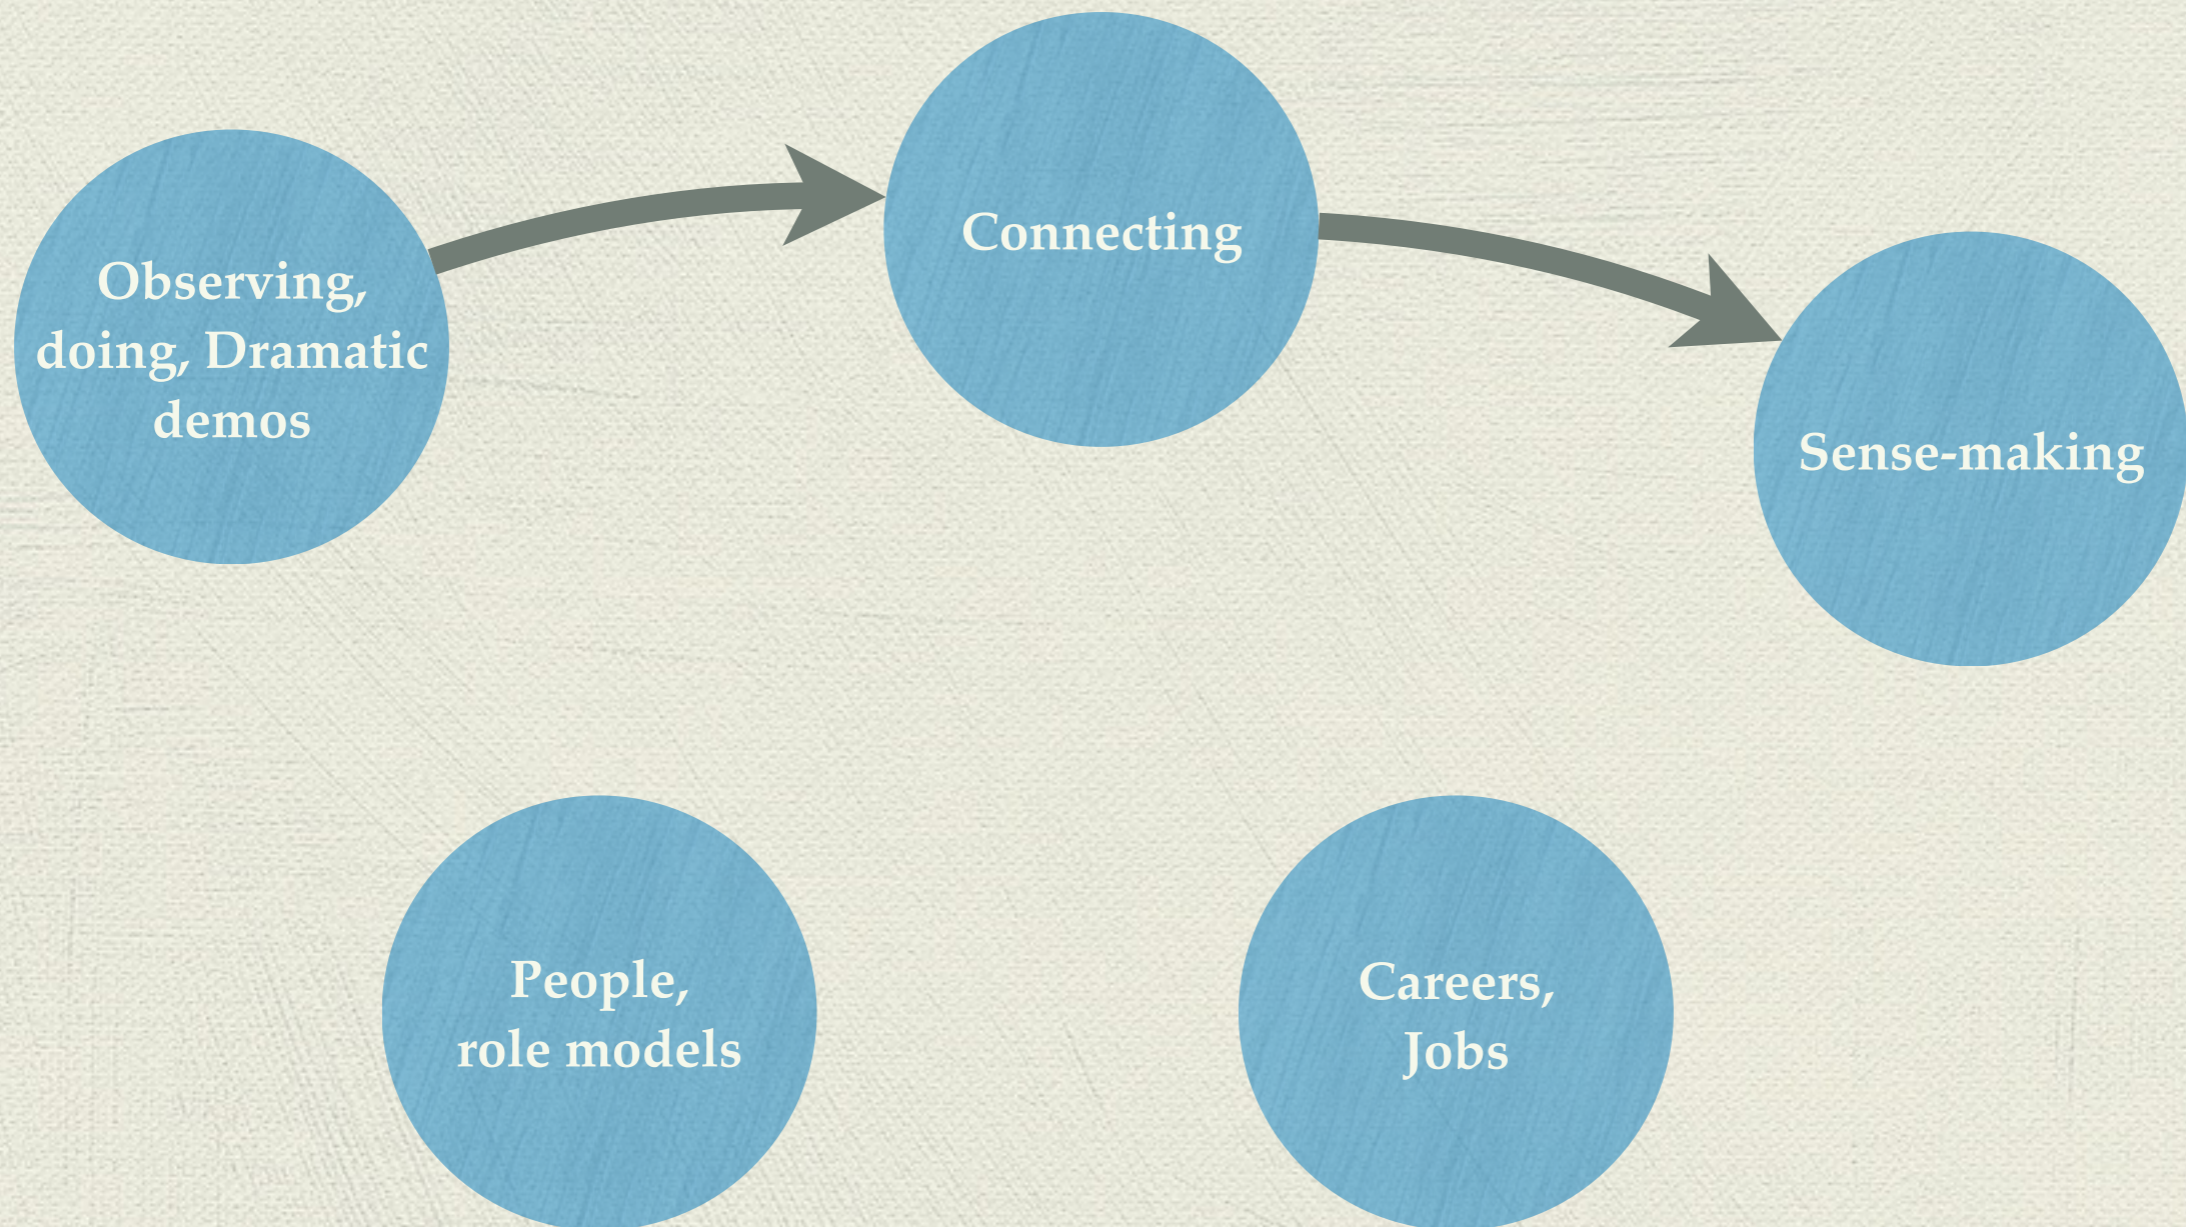 Observing,
doing, Dramatic
demos
Connecting
Sense-making
People,
role models
Careers,
Jobs